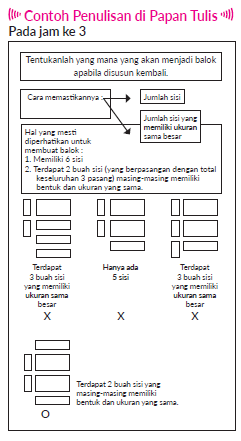 Contoh Penulisan di Papan Tulis
Pada jam ke 3
Tentukanlah yang mana yang akan menjadi balok
apabila disusun kembali.
Cara memastikannya :
Jumlah sisi
Jumlah sisi yang
memiliki ukuran
sama besar
Hal yang mesti
diperhatikan untuk
membuat balok :
1. Memiliki 6 sisi
2. Terdapat 2 buah sisi (yang berpasangan dengan total
keseluruhan 3 pasang) masing-masing memiliki
bentuk dan ukuran yang sama.
Terdapat
3 buah sisi
yang memiliki
ukuran sama
besar
X
Hanya ada
5 sisi
X
Terdapat
3 buah sisi
yang memiliki
ukuran sama
besar
X
Terdapat 2 buah sisi yang
masing-masing memiliki
bentuk dan ukuran yang sama.
O